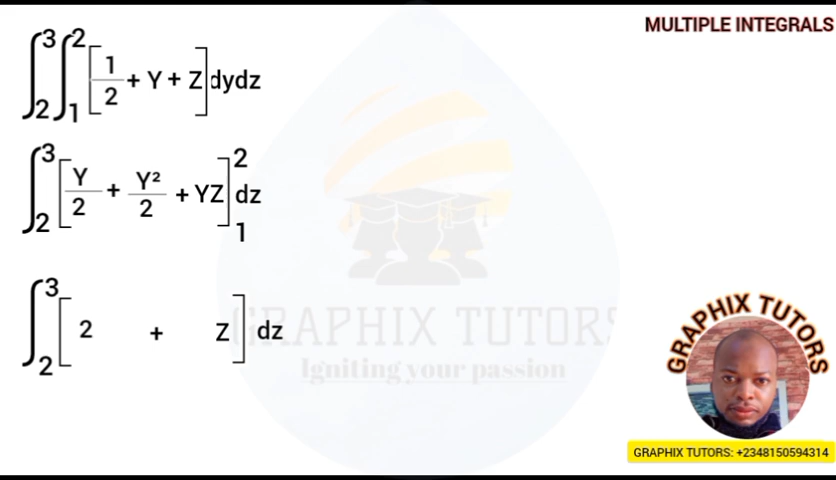 MULTIPLE INTEGRALS
∫₂³ ∫₁² [1/2 + Y + Z] dydz
∫₂³ [Y/2 + Y²/2 + YZ]₁² dz
∫₂³ [2 + Z] dz
GRAPHIX TUTORS
Igniting your passion
GRAPHIX TUTORS
GRAPHIX TUTORS: +2348150594314